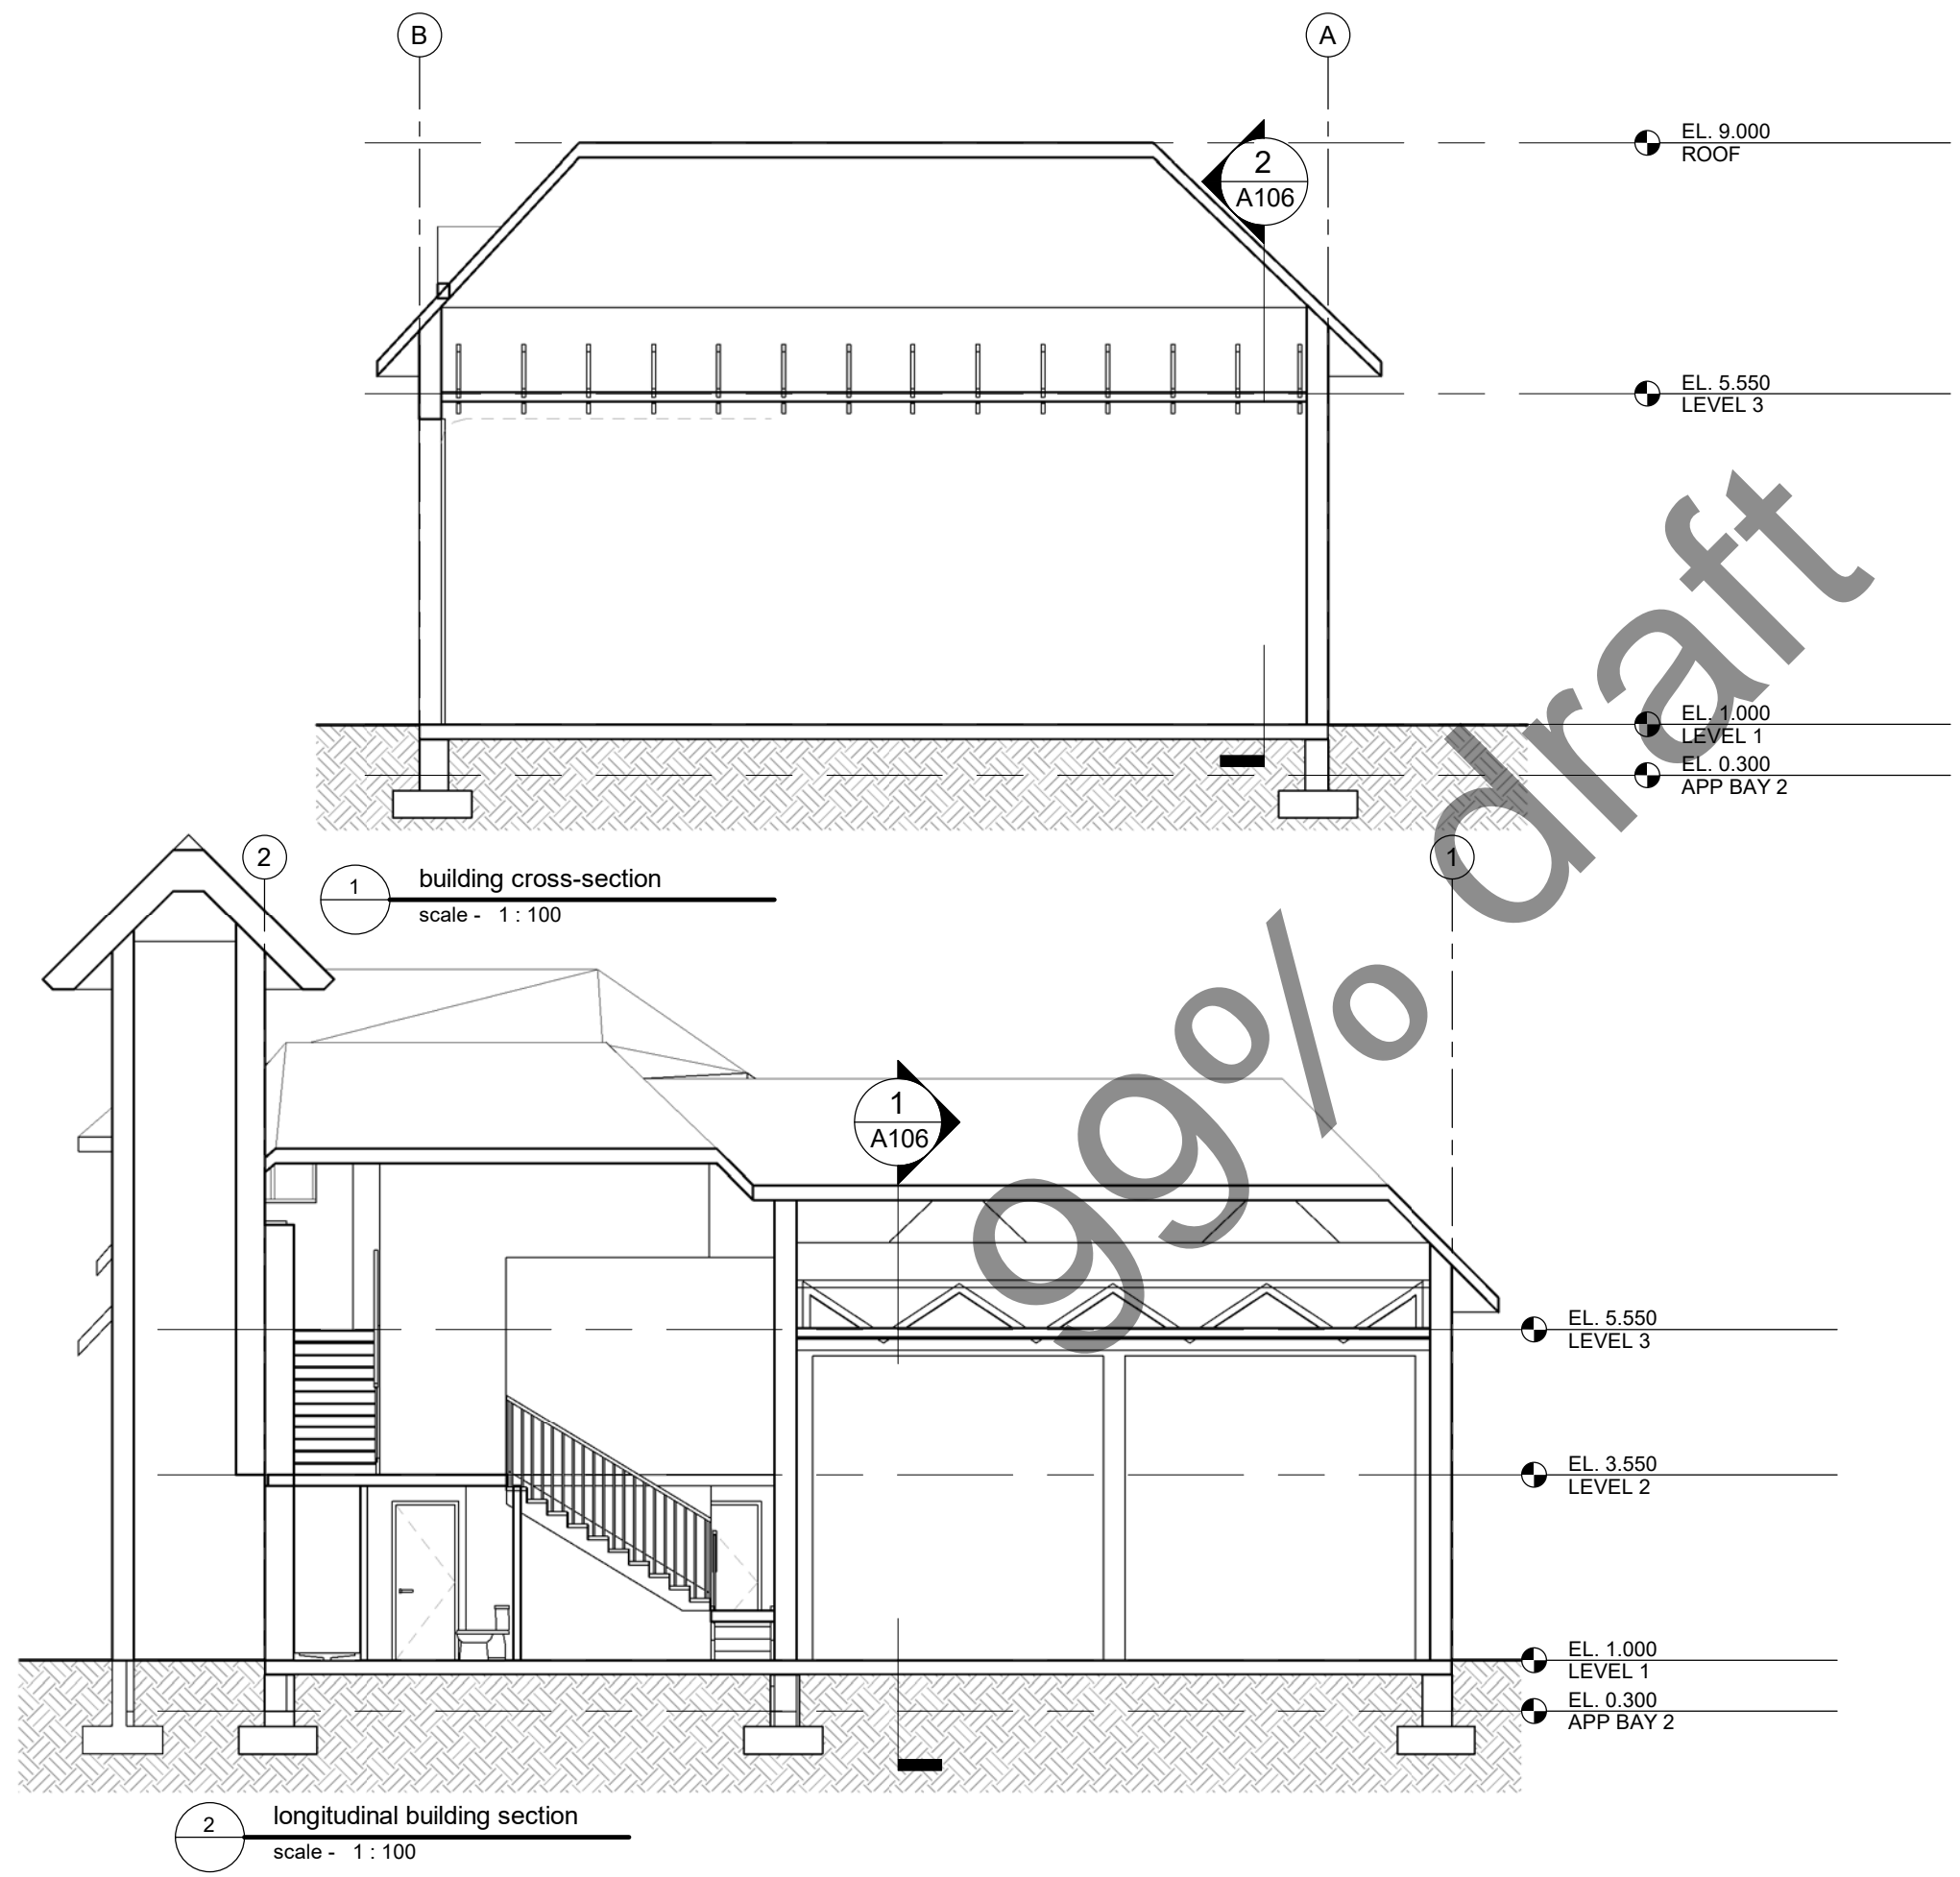 B
A
EL. 9.000
ROOF
2
A106
EL. 5.550
LEVEL 3
EL. 1.000
LEVEL 1
EL. 0.300
APP BAY 2
2
1
1
building cross-section
scale - 1 : 100
99% draft
1
A106
EL. 5.550
LEVEL 3
EL. 3.550
LEVEL 2
EL. 1.000
LEVEL 1
EL. 0.300
APP BAY 2
2
longitudinal building section
scale - 1 : 100